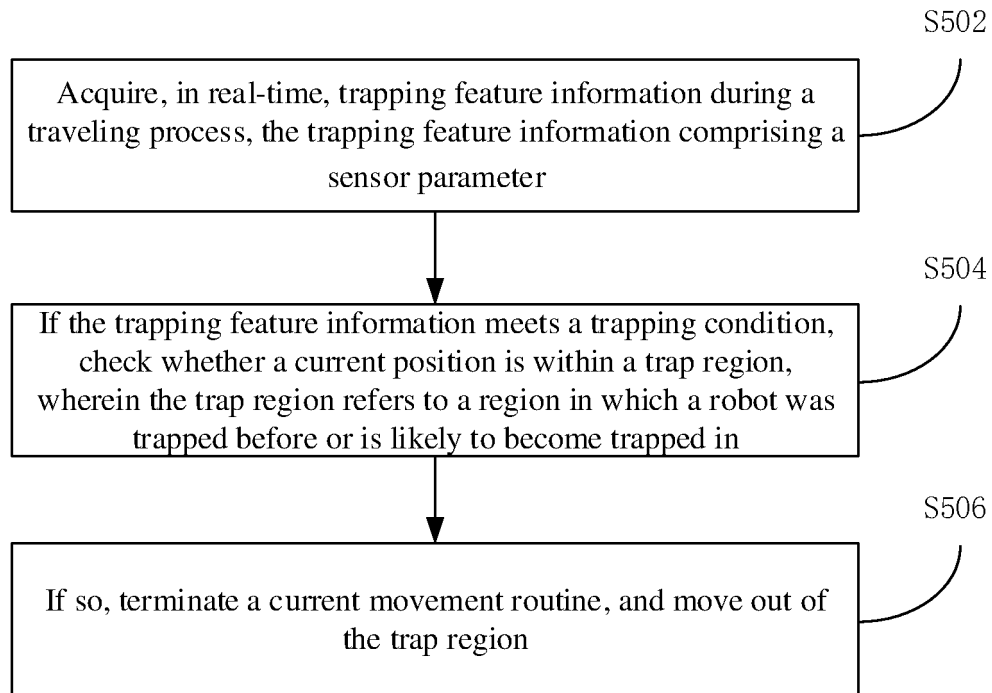 S502
Acquire, in real-time, trapping feature information during a
traveling process, the trapping feature information comprising a
sensor parameter
S504
If the trapping feature information meets a trapping condition,
check whether a current position is within a trap region,
wherein the trap region refers to a region in which a robot was
trapped before or is likely to become trapped in
S506
If so, terminate a current movement routine, and move out of
the trap region